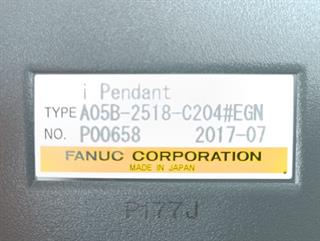 i Pendant
TYPE A05B-2518-C204#EGN
NO. P00658 2017-07
FANUC CORPORATION
MADE IN JAPAN
P177J